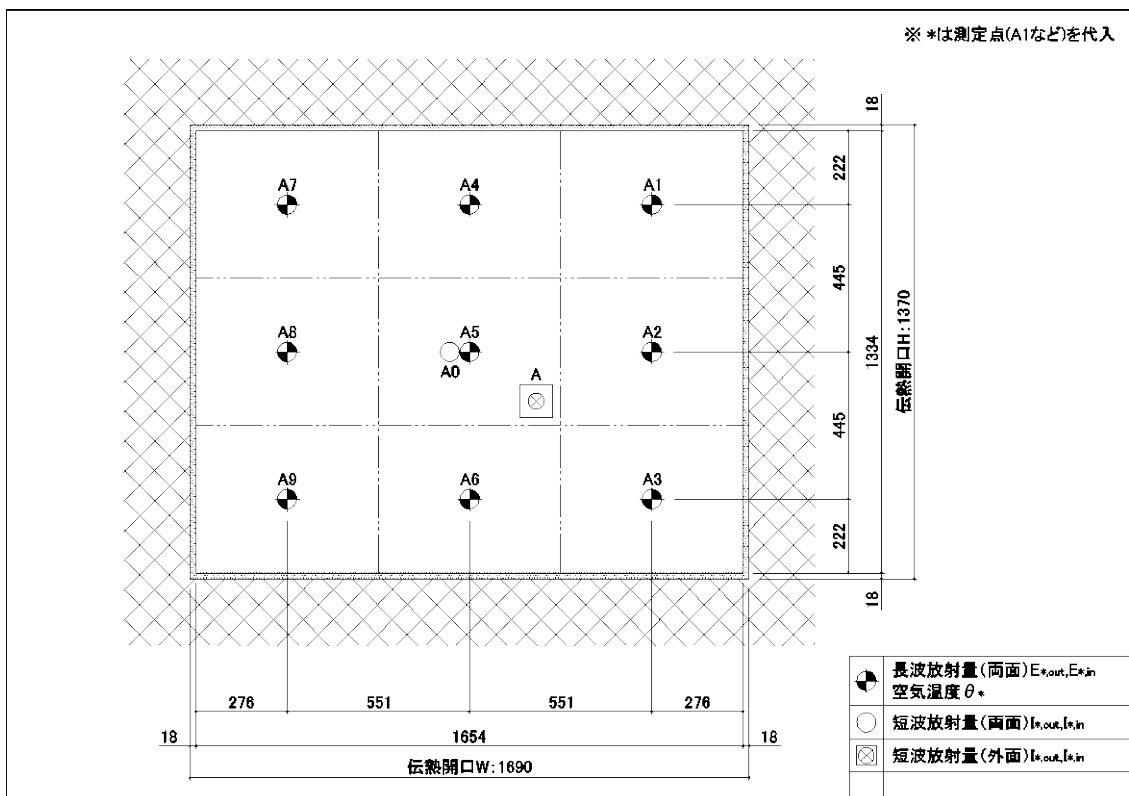 ※ *は測定点(A1など)を代入
18
A7 A4 A1
222
445
A8 A5 A2
A0
A
1334
伝熱開口H:1370
445
A9 A6 A3
222
18
276 551 551 276
18 1654 18
伝熱開口W:1690
長波放射量(両面)E*,out,E*,in
空気温度θ*
短波放射量(両面)I*,out,I*,in
短波放射量(外面)I*,out,I*,in